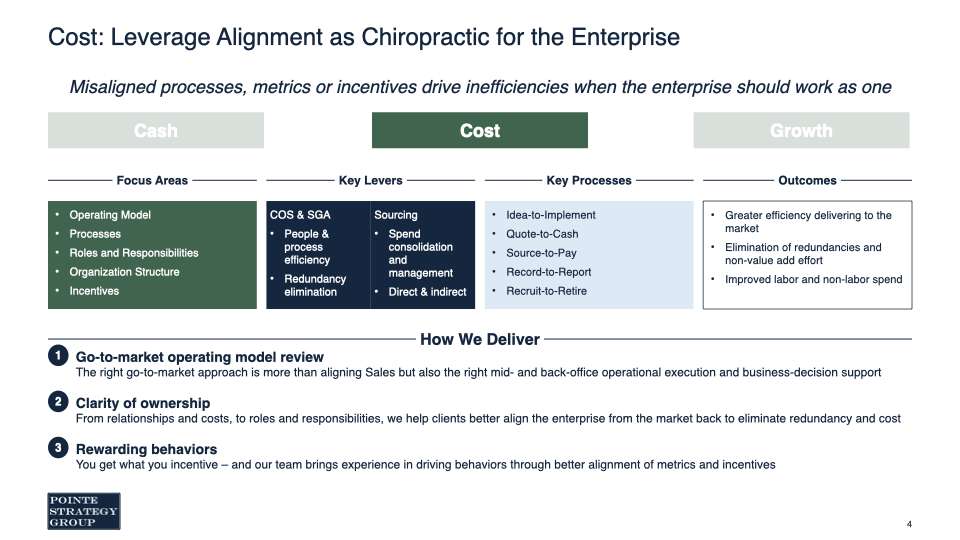 Cost: Leverage Alignment as Chiropractic for the Enterprise
Misaligned processes, metrics or incentives drive inefficiencies when the enterprise should work as one
Cash
Cost
Growth
Focus Areas
Key Levers
Key Processes
Outcomes
• Operating Model
• Processes
• Roles and Responsibilities
• Organization Structure
• Incentives
COS & SGA
• People &
process
efficiency
• Redundancy
elimination
Sourcing
• Spend
consolidation
and
management
• Direct & indirect
• Idea-to-Implement
• Quote-to-Cash
• Source-to-Pay
• Record-to-Report
• Recruit-to-Retire
• Greater efficiency delivering to the
market
• Elimination of redundancies and
non-value add effort
• Improved labor and non-labor spend
How We Deliver
1 Go-to-market operating model review
The right go-to-market approach is more than aligning Sales but also the right mid- and back-office operational execution and business-decision support
2 Clarity of ownership
From relationships and costs, to roles and responsibilities, we help clients better align the enterprise from the market back to eliminate redundancy and cost
3 Rewarding behaviors
You get what you incentive – and our team brings experience in driving behaviors through better alignment of metrics and incentives
POINTE
STRATEGY
GROUP
4